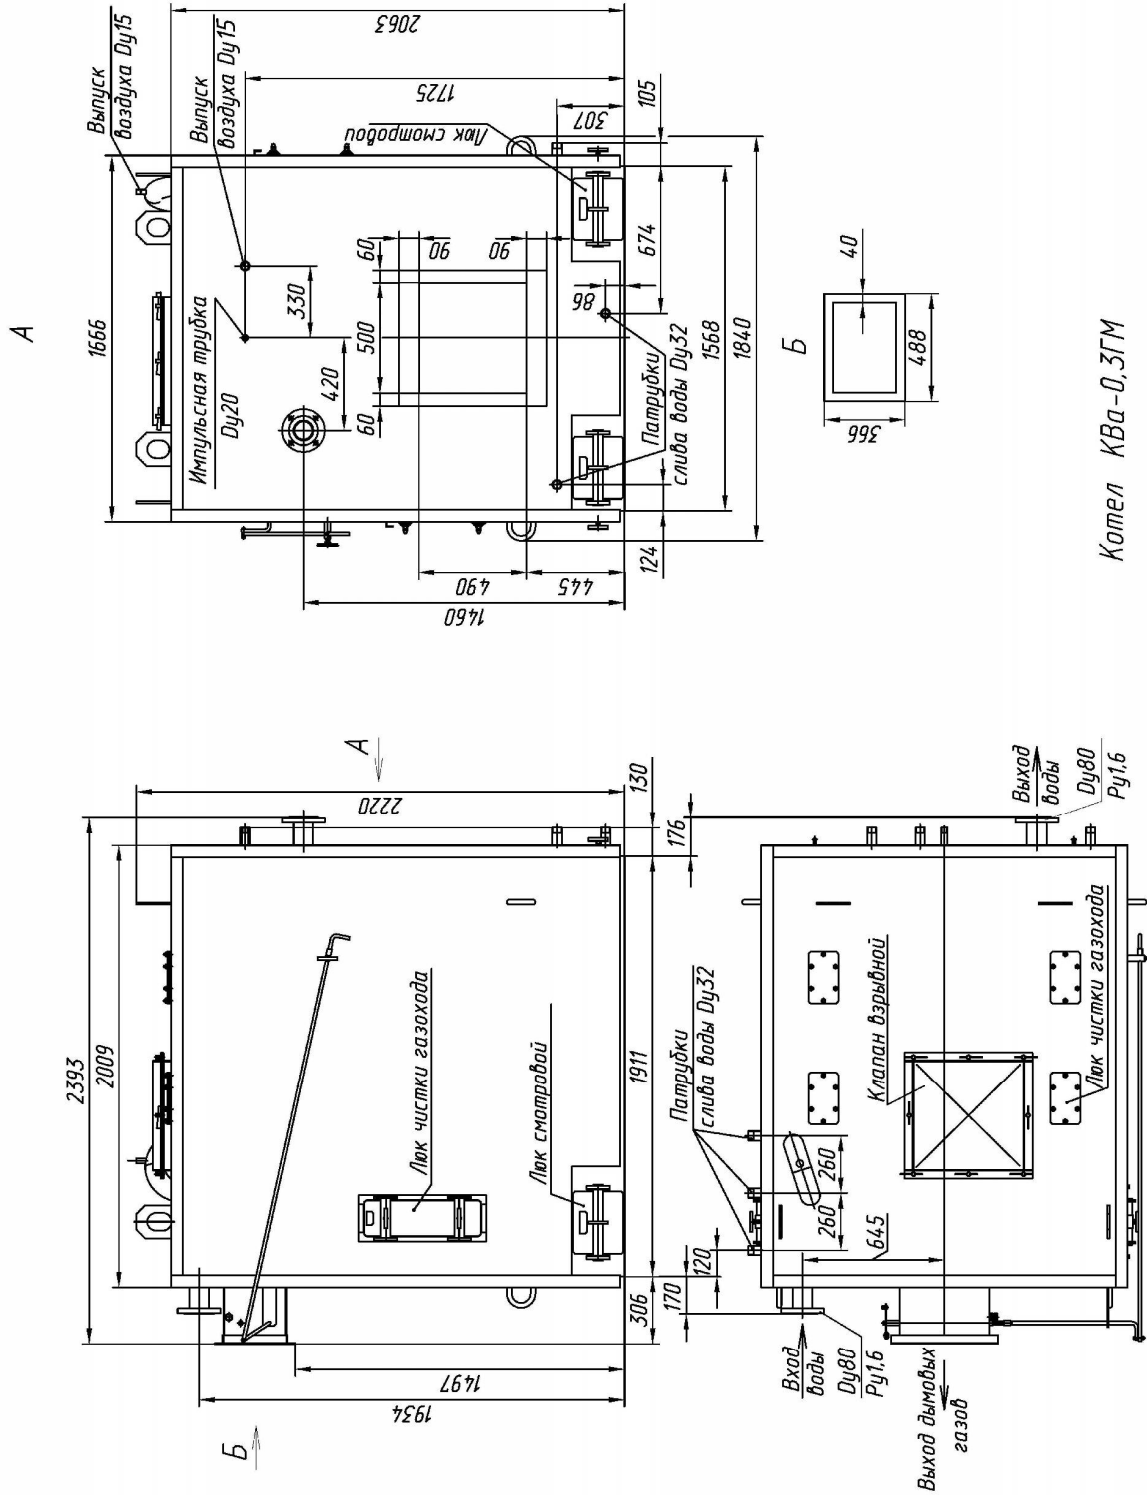 А
1666
Выпуск
воздуха Dy15
Выпуск
воздуха Dy15
Импульсная трубка
Dy20
330
420
60
500
60
90
90
2063
1725
307
105
Люк смотровой
674
86
Патрубки
слива воды Dy32
1568
1840
124
445
490
1460
Б
40
488
366
Котел КВа-0,3ГМ
2393
2009
2220
А
130
176
1911
306
170
120
1497
1934
Б
Люк чистки газохода
Люк смотровой
Патрубки
слива воды Dy32
260
260
645
Клапан взрывной
Люк чистки газохода
Выход
воды
Dy80
Ру1,6
Вход
воды
Dy80
Ру1,6
Выход дымовых
газов